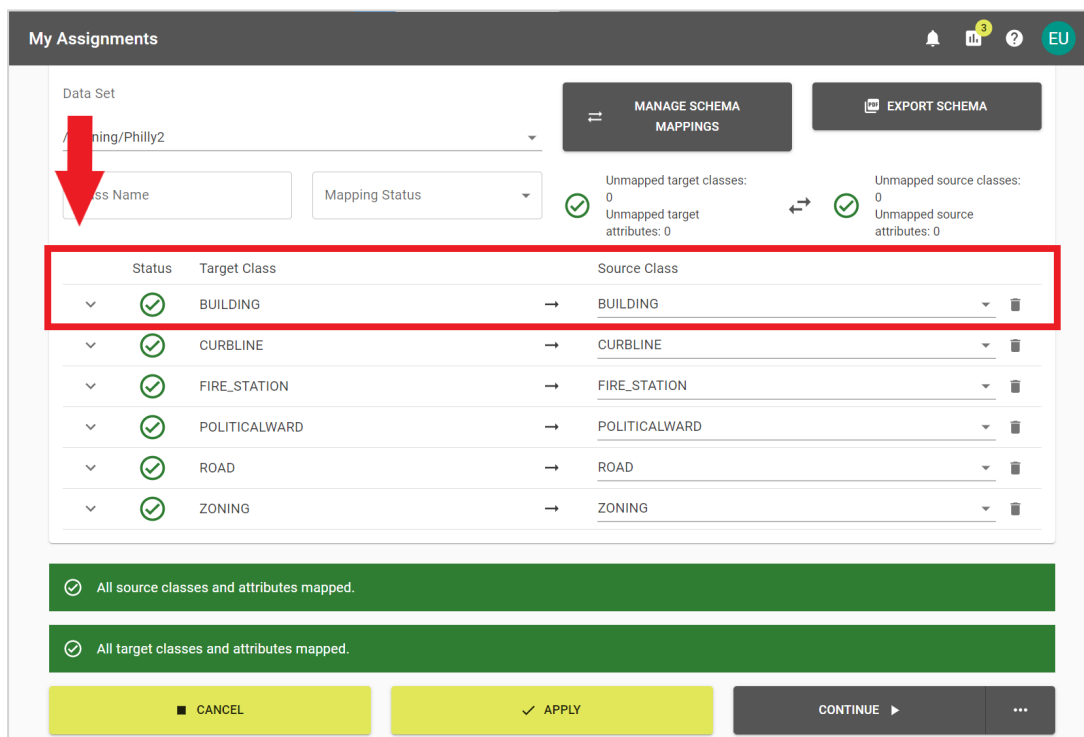 My Assignments
3
EU
Data Set
MANAGE SCHEMA
MAPPINGS
PDF
EXPORT SCHEMA
/ ning/Philly2
ss Name
Mapping Status
Unmapped target classes:
0
Unmapped target
attributes: 0
Unmapped source classes:
0
Unmapped source
attributes: 0
Status Target Class Source Class
BUILDING → BUILDING
CURBLINE → CURBLINE
FIRE_STATION → FIRE_STATION
POLITICALWARD → POLITICALWARD
ROAD → ROAD
ZONING → ZONING
All source classes and attributes mapped.
All target classes and attributes mapped.
CANCEL
APPLY
CONTINUE
...